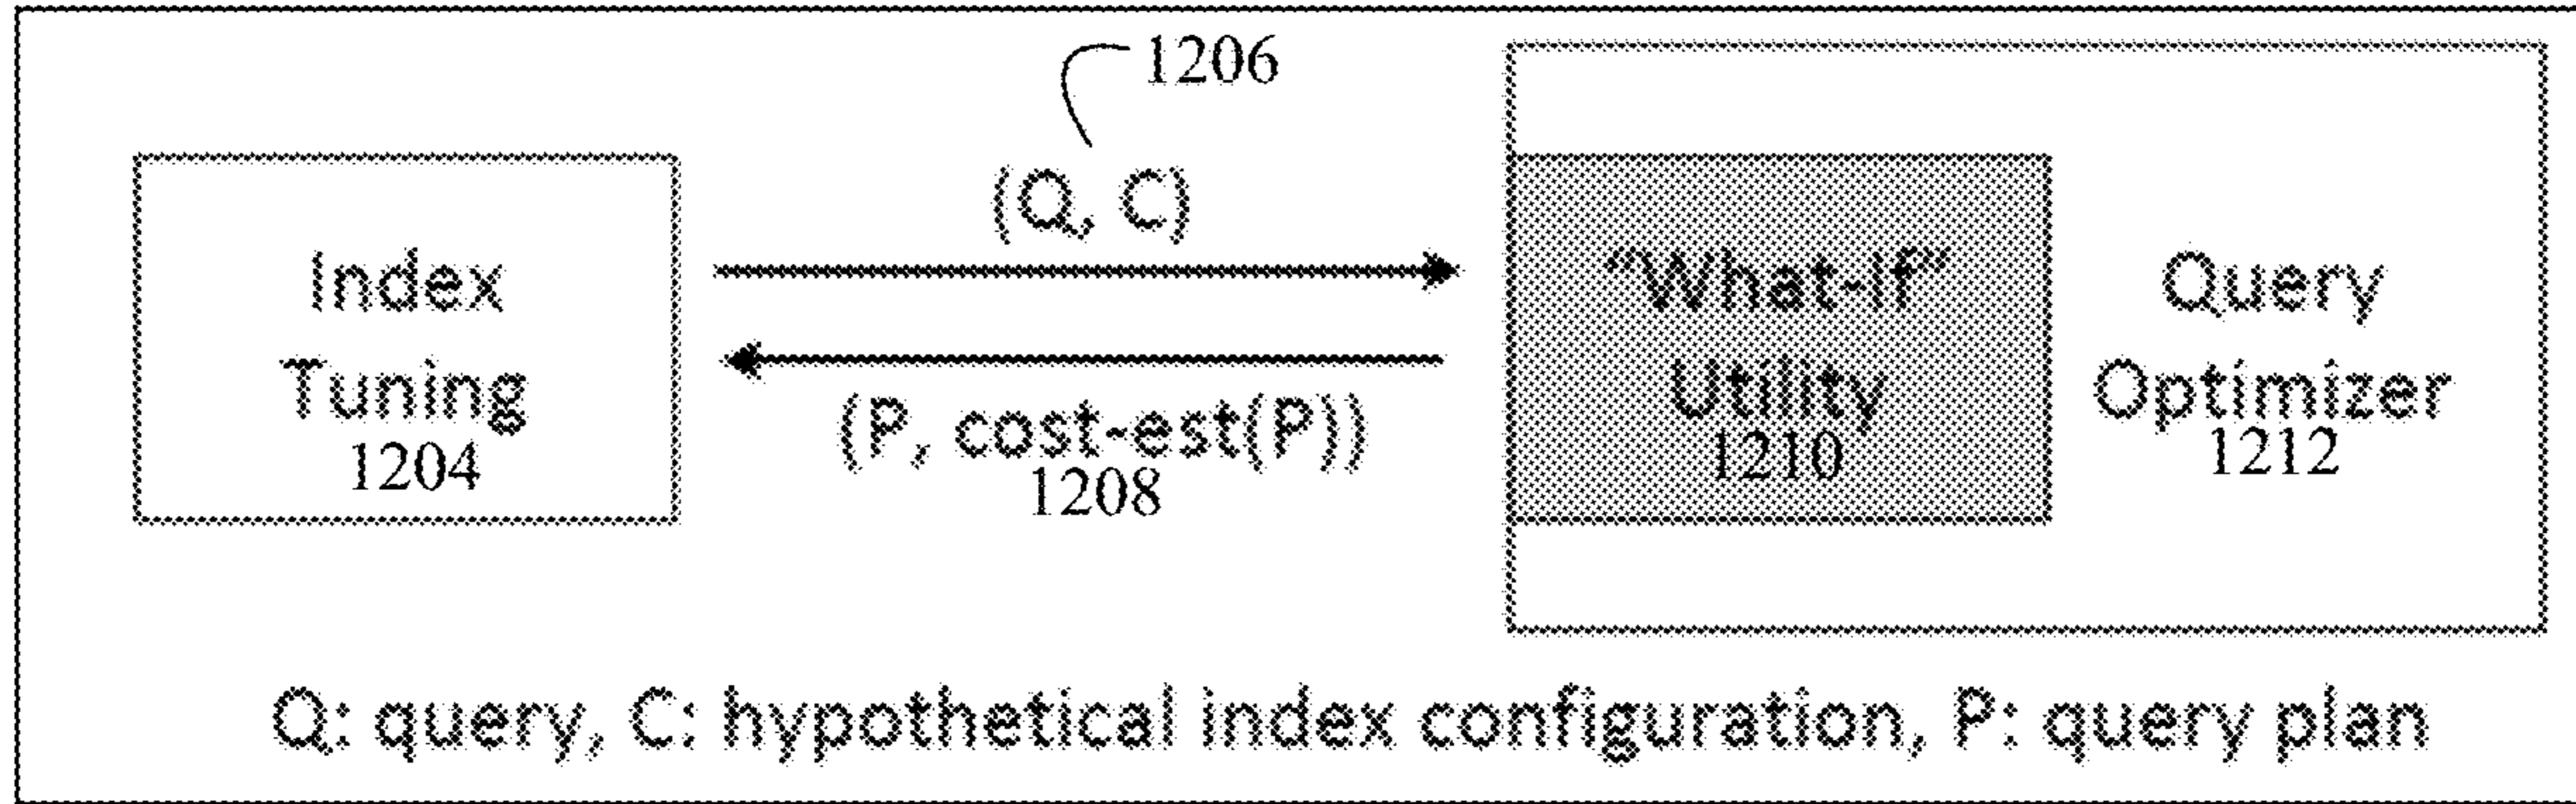 1206
(Q, C)
Index
Tuning
1204
(P, cost-est(P))
1208
“What-if”
Utility
1210
Query
Optimizer
1212
Q: query, C: hypothetical index configuration, P: query plan